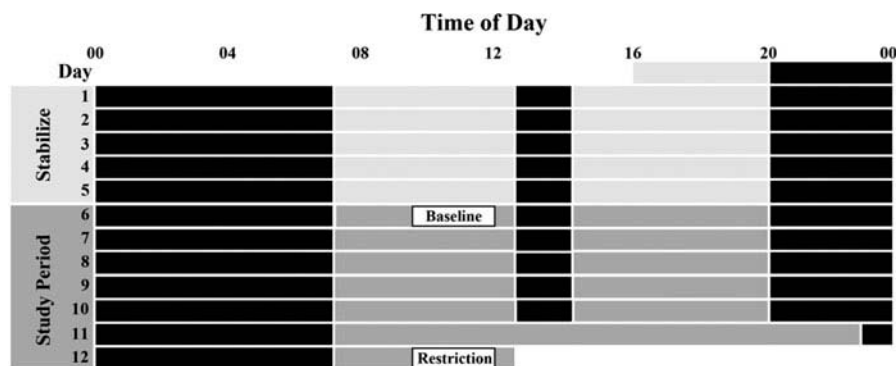 Time of Day
00 04 08 12 16 20 00
Day
Stabilize
1
2
3
4
5
Study Period
6 Baseline
7
8
9
10
11
12 Restriction